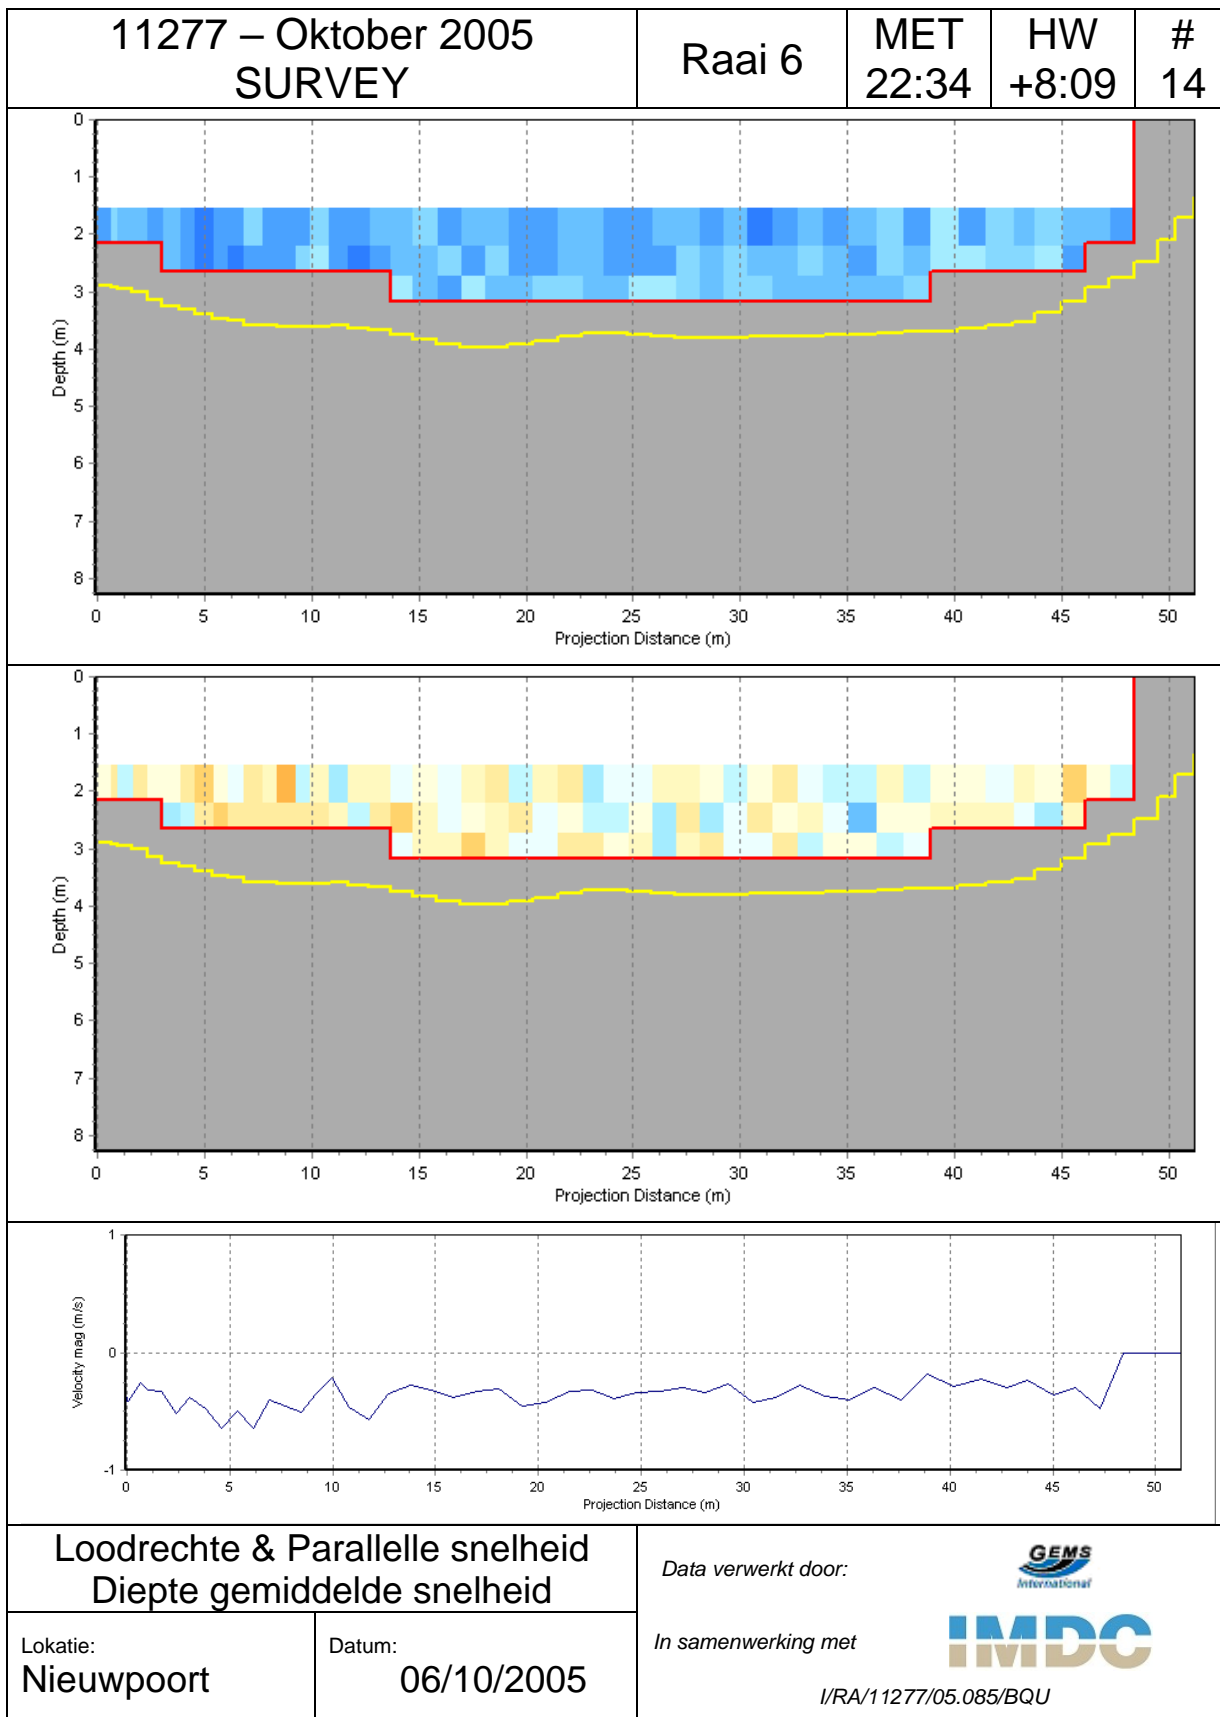 11277 – Oktober 2005
SURVEY
Raai 6
MET
22:34
HW
+8:09
#
14
0
1
2
3
4
5
6
7
8
Depth (m)
0 5 10 15 20 25 30 35 40 45 50
Projection Distance (m)
0
1
2
3
4
5
6
7
8
Depth (m)
0 5 10 15 20 25 30 35 40 45 50
Projection Distance (m)
1
0
-1
Velocity mag (m/s)
0 5 10 15 20 25 30 35 40 45 50
Projection Distance (m)
Loodrechte & Parallelle snelheid
Diepte gemiddelde snelheid
Lokatie:
Nieuwpoort
Datum:
06/10/2005
Data verwerkt door:
GEMS
International
In samenwerking met
IMDC
I/RA/11277/05.085/BQU